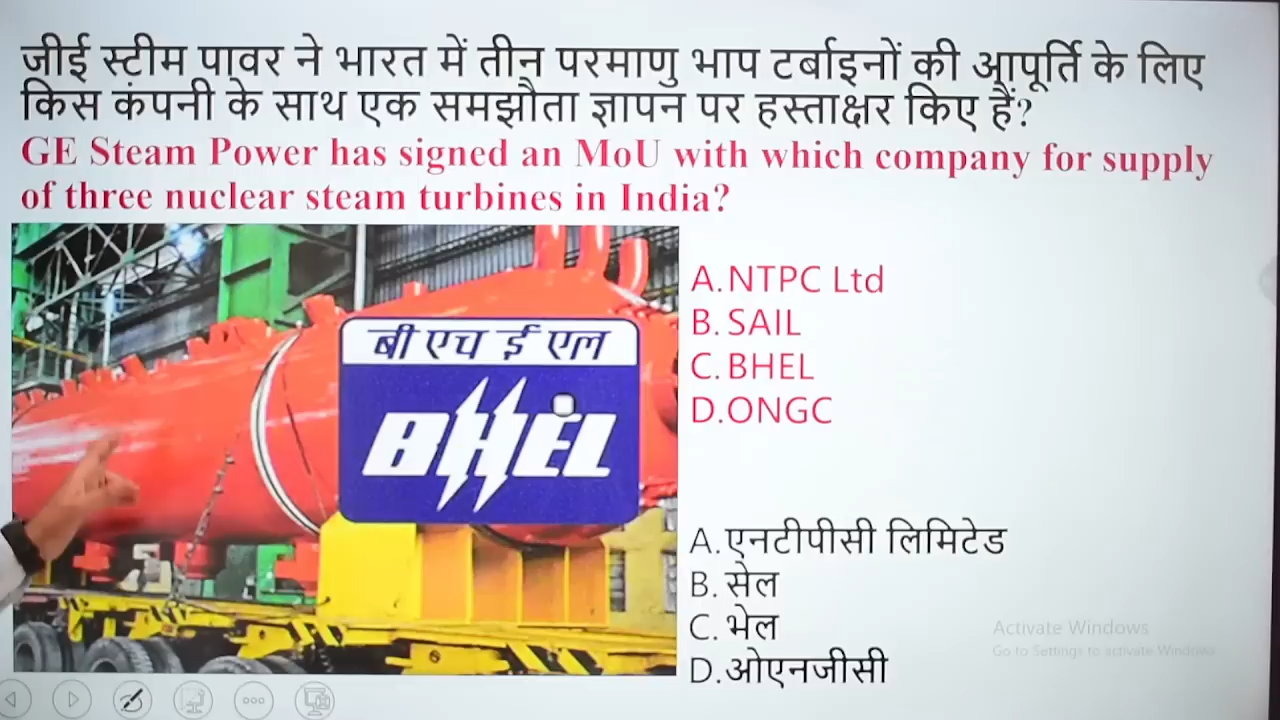 जीई स्टीम पावर ने भारत में तीन परमाणु भाप टर्बाइनों की आपूर्ति के लिए
किस कंपनी के साथ एक समझौता ज्ञापन पर हस्ताक्षर किए हैं?
GE Steam Power has signed an MoU with which company for supply
of three nuclear steam turbines in India?
बी एच ई एल
BHEL
A. NTPC Ltd
B. SAIL
C. BHEL
D. ONGC
A. एनटीपीसी लिमिटेड
B. सेल
C. भेल
D. ओएनजीसी
Activate Windows
Go to Settings to activate Windows.